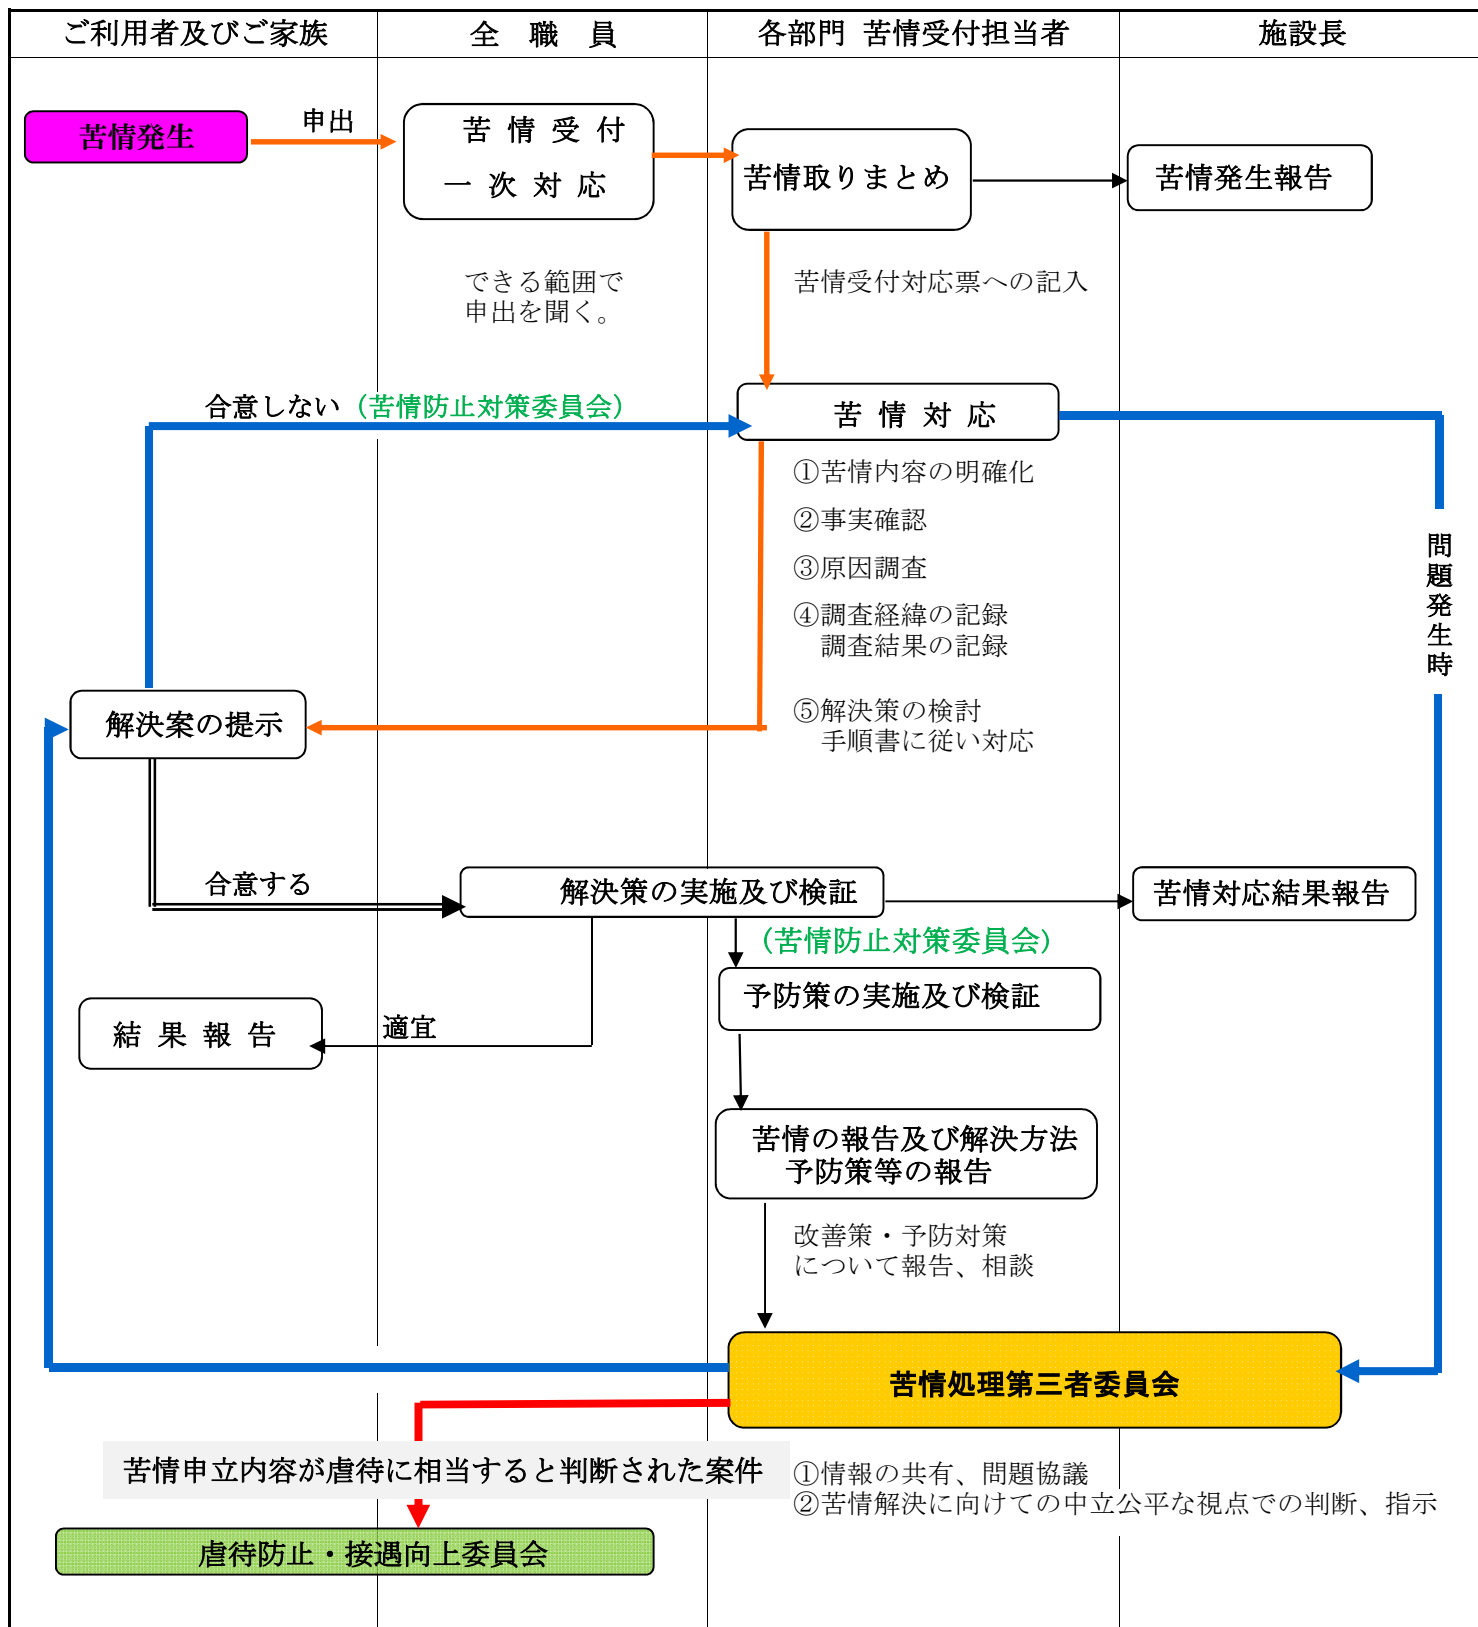 ご利用者及びご家族
全　職　員
各部門 苦情受付担当者
施設長
苦情発生
申出
苦 情 受 付
一 次 対 応
苦情取りまとめ
苦情発生報告
できる範囲で
申出を聞く。
苦情受付対応票への記入
合意しない（苦情防止対策委員会）
苦 情 対 応
①苦情内容の明確化
②事実確認
③原因調査
④調査経緯の記録
調査結果の記録
⑤解決策の検討
手順書に従い対応
問題発生時
解決案の提示
合意する
解決策の実施及び検証
苦情対応結果報告
（苦情防止対策委員会）
予防策の実施及び検証
結 果 報 告
適宜
苦情の報告及び解決方法
予防策等の報告
改善策・予防対策
について報告、相談
苦情処理第三者委員会
苦情申立内容が虐待に相当すると判断された案件
①情報の共有、問題協議
②苦情解決に向けての中立公平な視点での判断、指示
虐待防止・接遇向上委員会